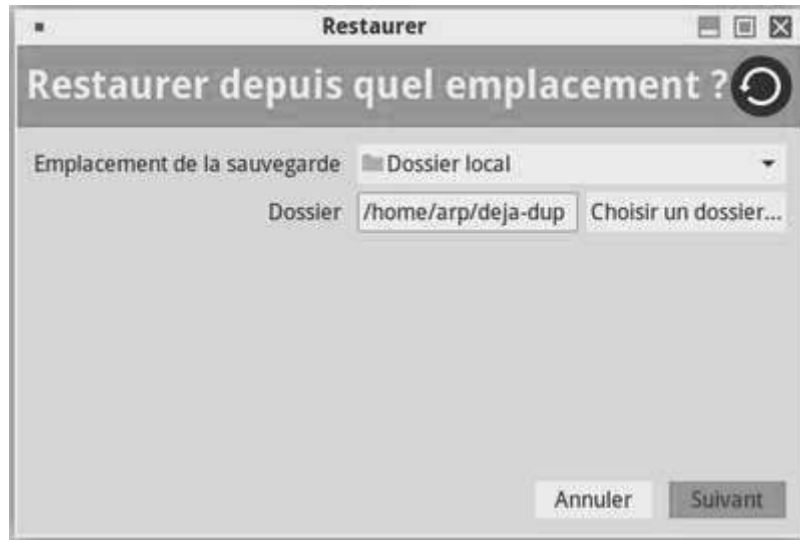 Restaurer
Restaurer depuis quel emplacement ?
Emplacement de la sauvegarde Dossier local
Dossier /home/arp/deja-dup Choisir un dossier...
Annuler Suivant